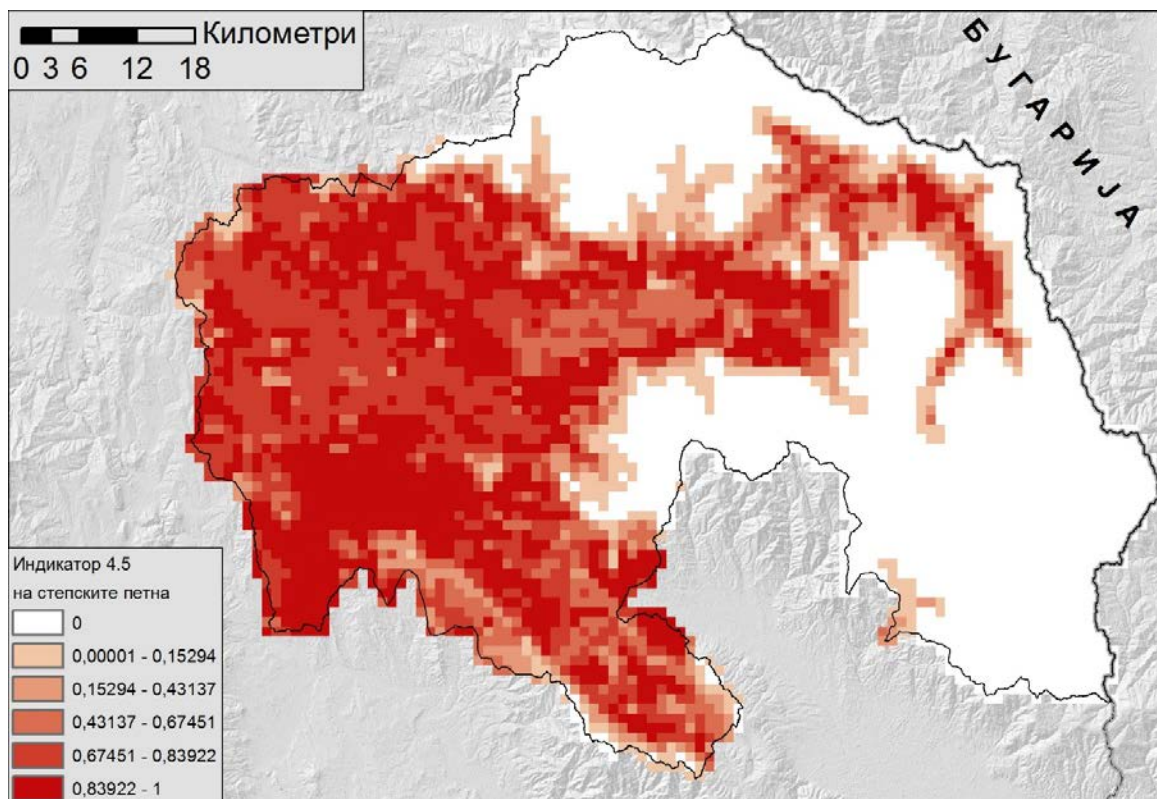 Километри
0 3 6 12 18
БУГАРИЈА
Индикатор 4.5
на степските петна
0
0,00001 - 0,15294
0,15294 - 0,43137
0,43137 - 0,67451
0,67451 - 0,83922
0,83922 - 1